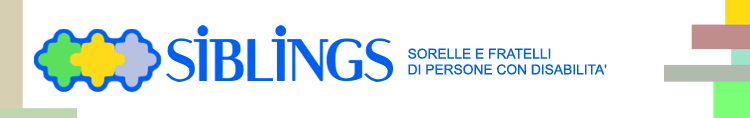 SiBLiNGS
SORELLE E FRATELLI
DI PERSONE CON DISABILITA'